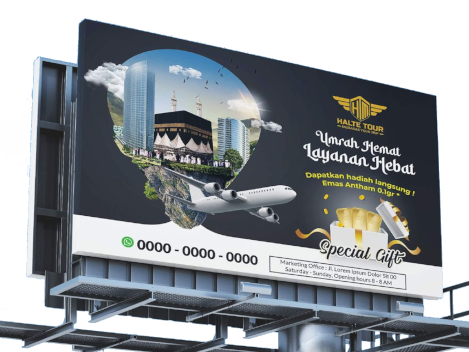 HALTE TOUR
Umrah Hemat
Layanan Hebat
Dapatkan hadiah langsung !
Emas Antham 0.1gr *
Special Gift
0000 - 0000 - 0000
Marketing Office : Jl. Lorem Ipsum Dolor Sit 00
Saturday - Sunday. Opening hours 8 - 8 AM